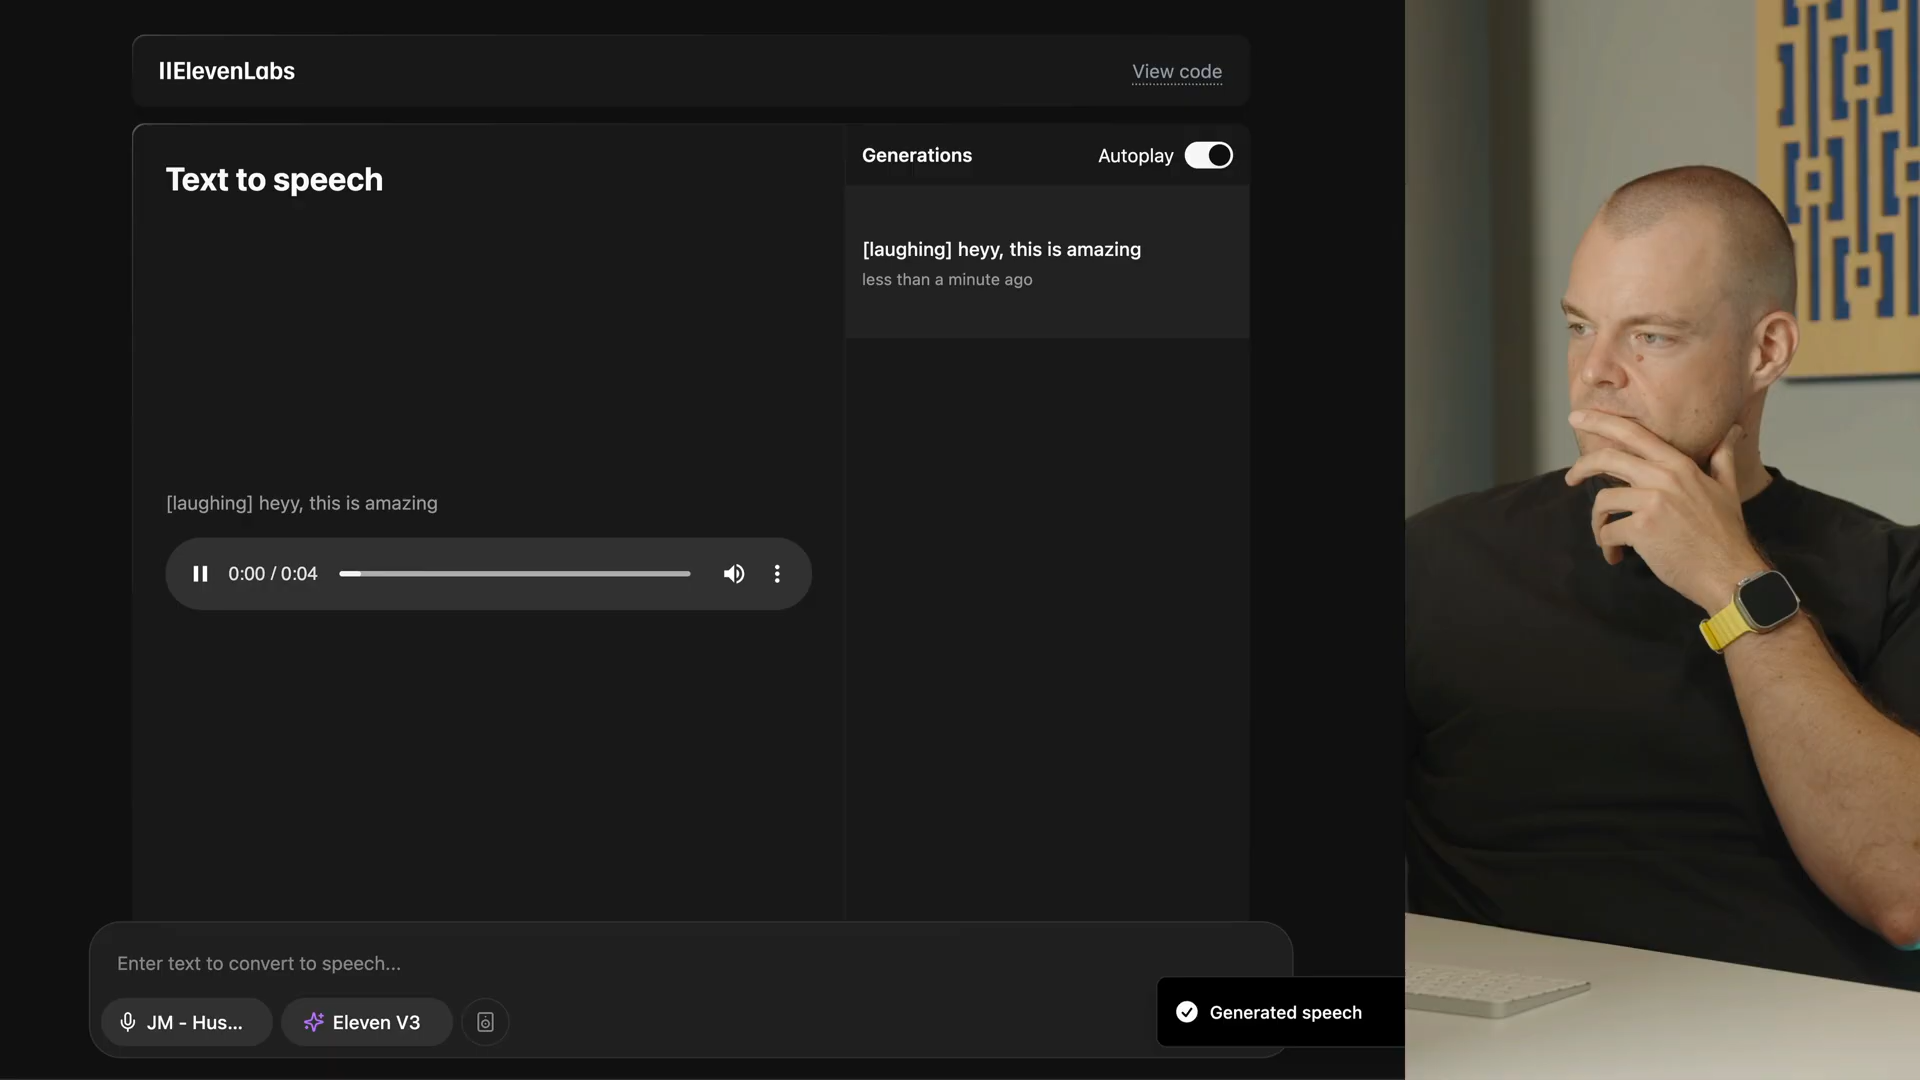 IIElevenLabs
View code
Text to speech
Generations
Autoplay
[laughing] heyy, this is amazing
less than a minute ago
[laughing] heyy, this is amazing
0:00 / 0:04
Enter text to convert to speech...
JM - Hus...
Eleven V3
Generated speech